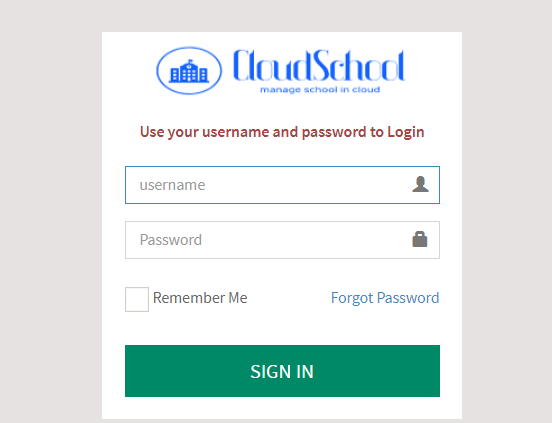 CloudSchool
manage school in cloud
Use your username and password to Login
username
Password
Remember Me
Forgot Password
SIGN IN